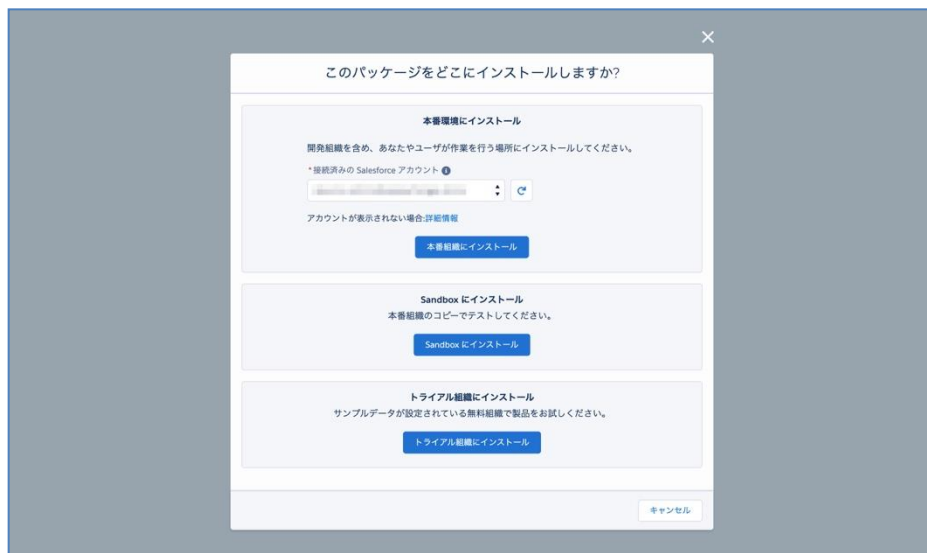 このパッケージをどこにインストールしますか?
本番環境にインストール
開発組織を含め、あなたやユーザが作業を行う場所にインストールしてください。
*接続済みの Salesforce アカウント
アカウントが表示されない場合:詳細情報
本番組織にインストール
Sandbox にインストール
本番組織のコピーでテストしてください。
Sandbox にインストール
トライアル組織にインストール
サンプルデータが設定されている無料組織で製品をお試しください。
トライアル組織にインストール
キャンセル